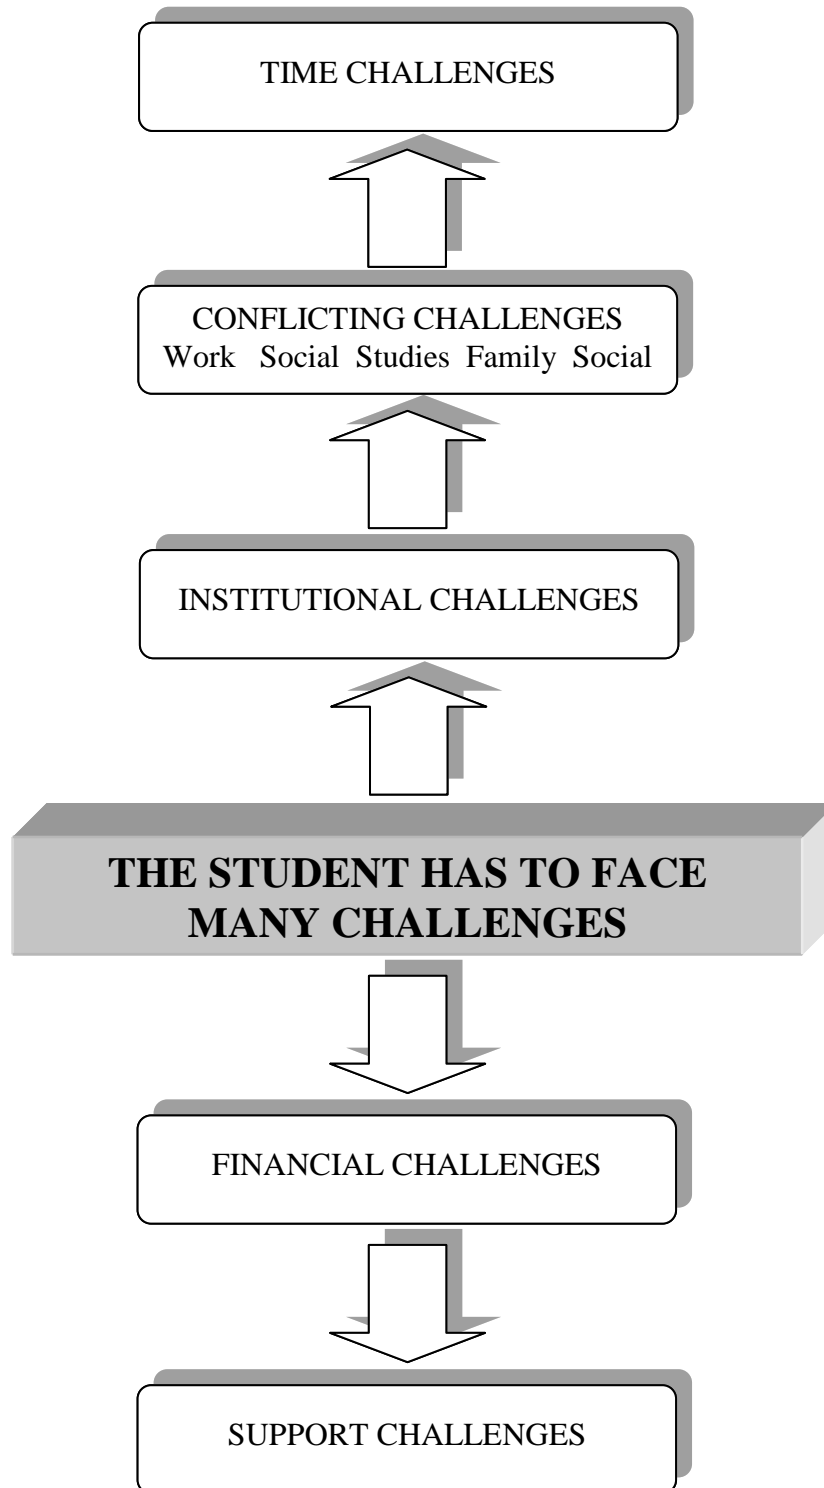 TIME CHALLENGES
CONFLICTING CHALLENGES
Work Social Studies Family Social
INSTITUTIONAL CHALLENGES
THE STUDENT HAS TO FACE
MANY CHALLENGES
FINANCIAL CHALLENGES
SUPPORT CHALLENGES